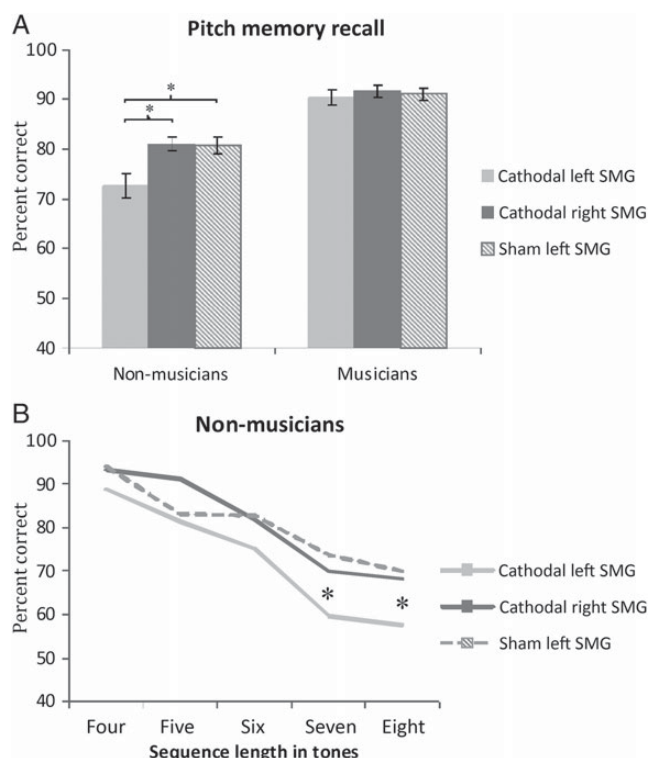 A
Pitch memory recall
100
90
80
70
60
50
40
Percent correct
* *
Non-musicians Musicians
Cathodal left SMG
Cathodal right SMG
Sham left SMG
B
Non-musicians
100
90
80
70
60
50
40
Percent correct
* *
Four Five Six Seven Eight
Sequence length in tones
Cathodal left SMG
Cathodal right SMG
Sham left SMG